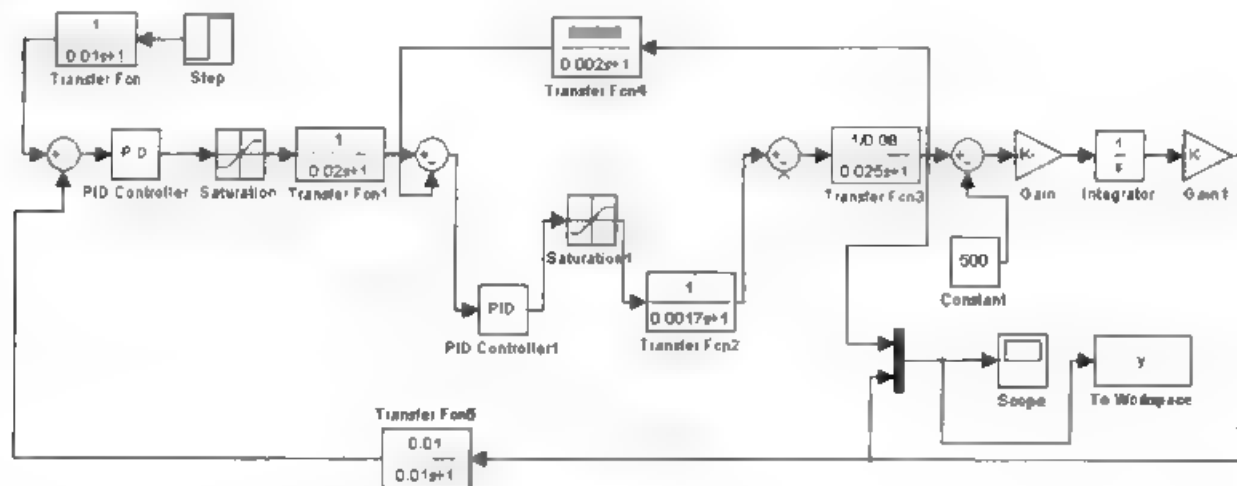 1
0.01s+1
Transfer Fcn
Step
0.002s+1
Transfer Fcn4
PID
PID Controller
Saturation
1
0.02s+1
Transfer Fcn1
1/0.08
0.025s+1
Transfer Fcn3
K-
Gain
1
Integrator
K-
Gain1
Saturation1
500
Constant
PID
PID Controller1
1
0.0017s+1
Transfer Fcn2
Scope
y
To Workspace
Transfer Fcn5
0.01
0.01s+1